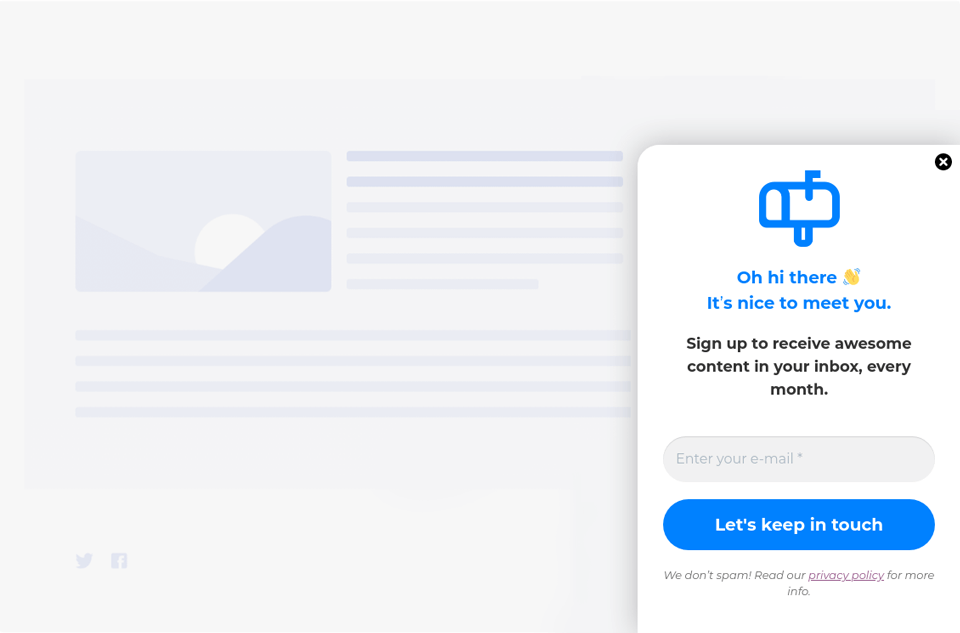 Oh hi there 👋
It's nice to meet you.
Sign up to receive awesome
content in your inbox, every
month.
Enter your e-mail *
Let's keep in touch
We don't spam! Read our privacy policy for more
info.